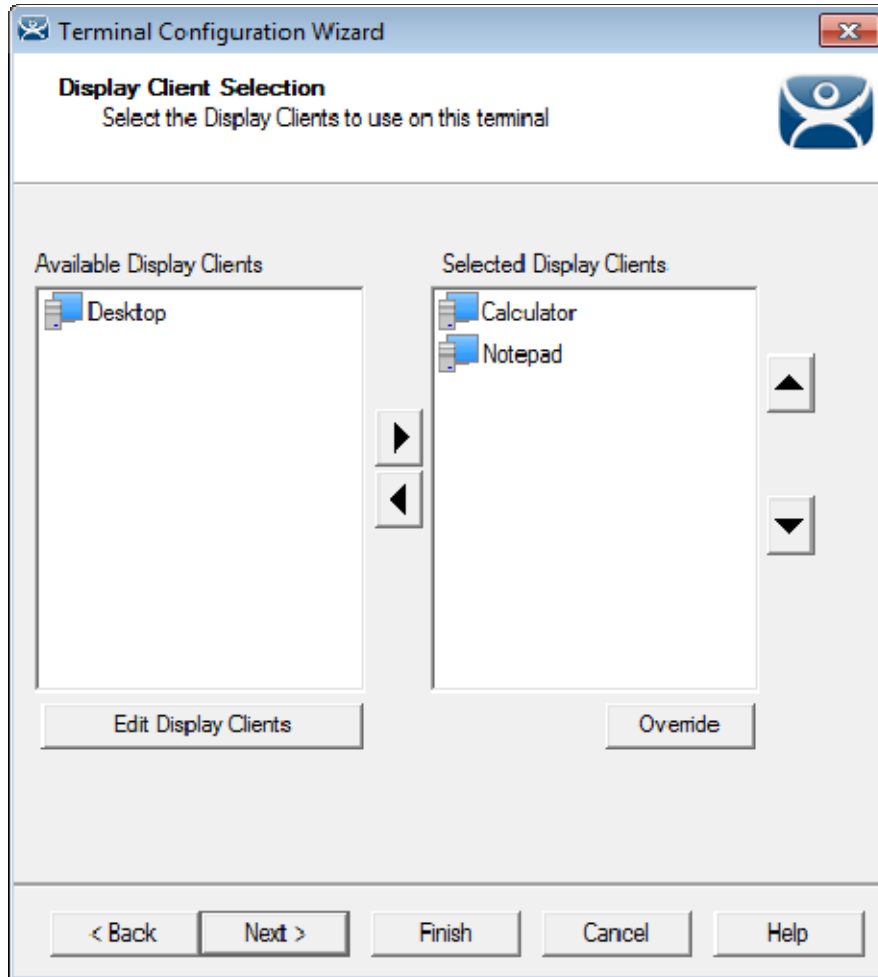 Terminal Configuration Wizard
Display Client Selection
Select the Display Clients to use on this terminal
Available Display Clients
Selected Display Clients
Desktop
Calculator
Notepad
Edit Display Clients
Override
< Back
Next >
Finish
Cancel
Help